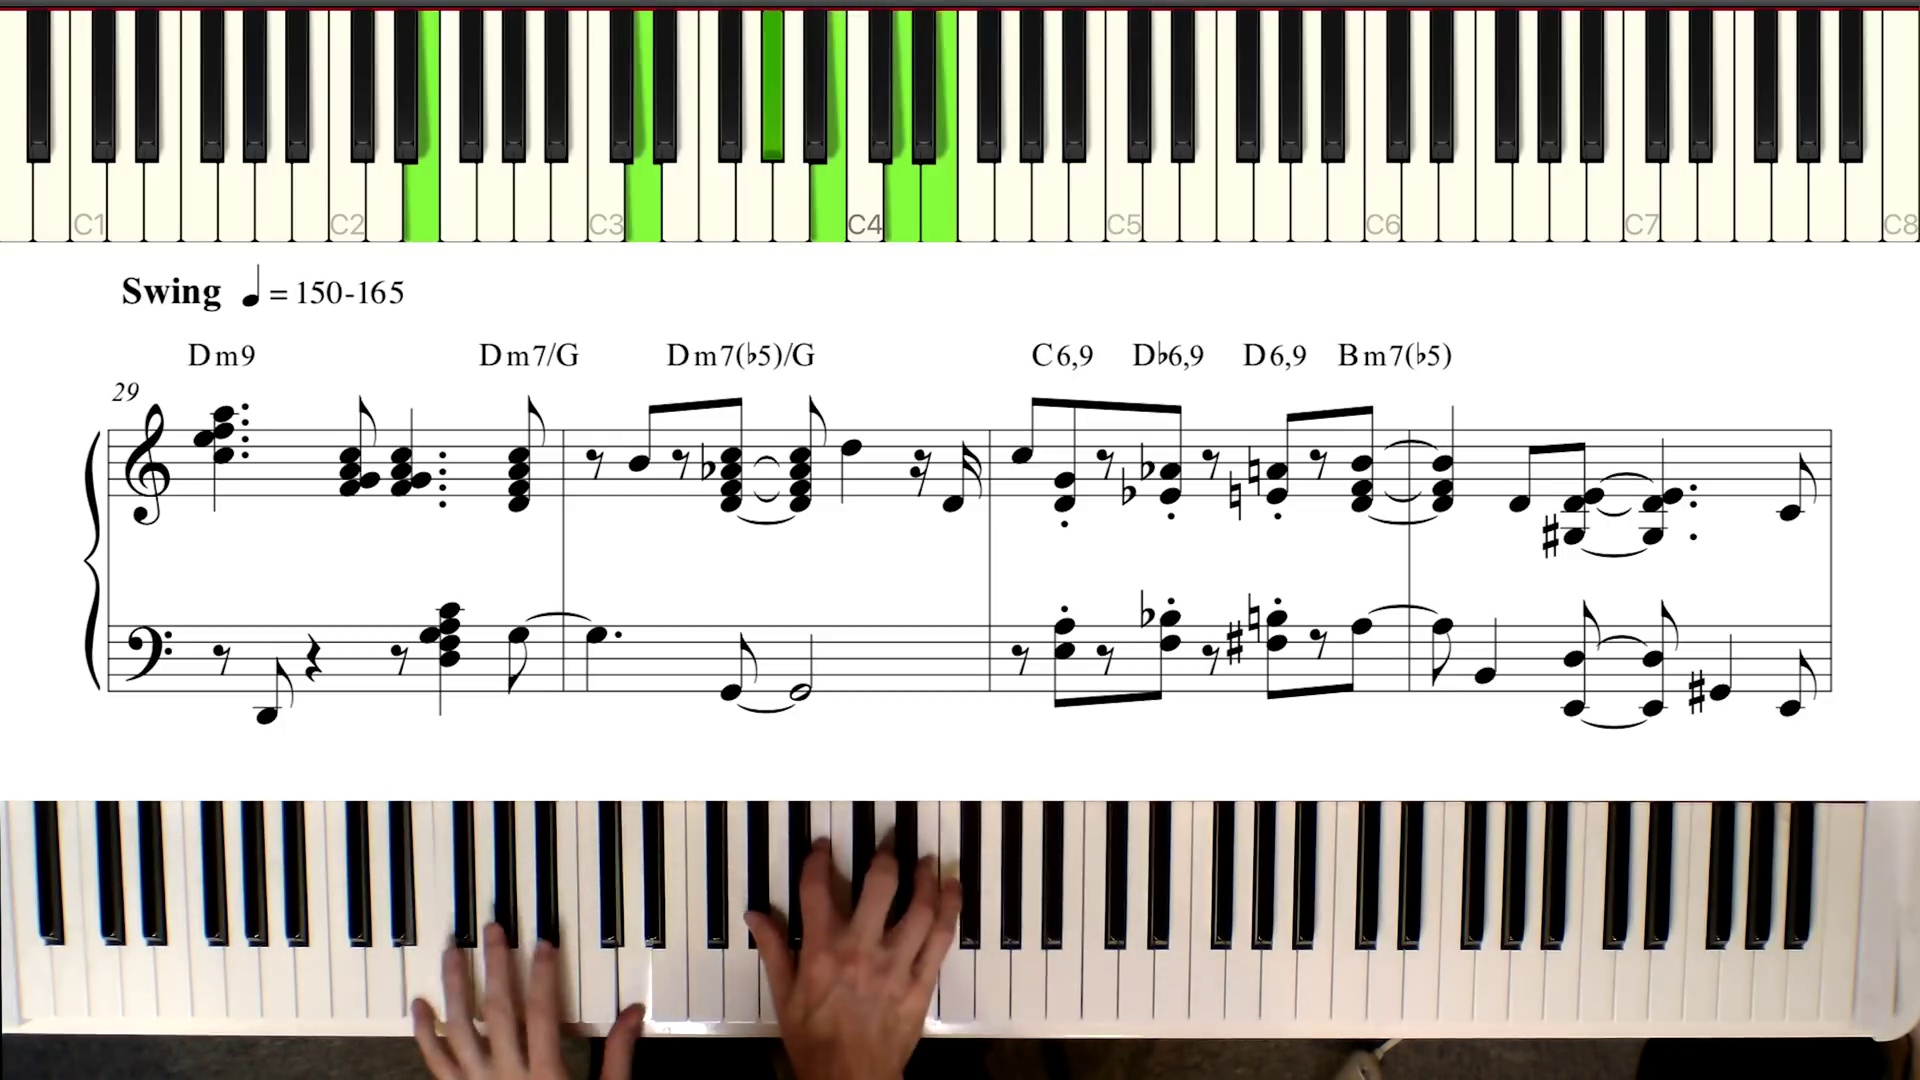 C1 C2 C3 C4 C5 C6 C7 C8
Swing ♩ = 150-165
Dm9 Dm7/G Dm7(♭5)/G C6,9 D♭6,9 D6,9 Bm7(♭5)
29